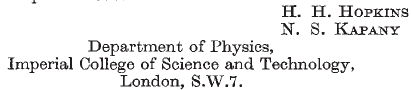 H. H. HOPKINS
N. S. KAPANY
Department of Physics,
Imperial College of Science and Technology,
London, S.W.7.